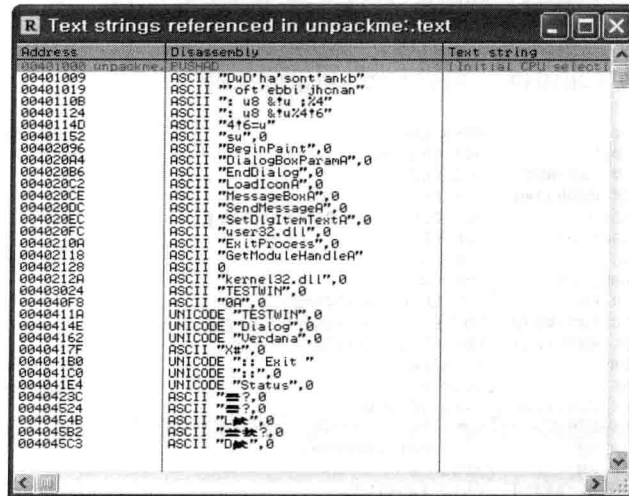 Text strings referenced in unpackme:.text
Address Disassembly Text string
00401000 unpackme. PUSHAD (Initial CPU selecti
00401009 ASCII "DuD'ha'sont'ankb"
00401019 ASCII "'oft'ebbi'jhcnan"
0040110B ASCII ": u8 &!u ;%4"
00401124 ASCII ": u8 &!u%4!6"
0040114D ASCII "4!6=u"
00401152 ASCII "su",0
00402096 ASCII "BeginPaint",0
004020A4 ASCII "DialogBoxParamA",0
004020B6 ASCII "EndDialog",0
004020C2 ASCII "LoadIconA",0
004020CE ASCII "MessageBoxA",0
004020DC ASCII "SendMessageA",0
004020EC ASCII "SetDlgItemTextA",0
004020FC ASCII "user32.dll",0
0040210A ASCII "ExitProcess",0
00402118 ASCII "GetModuleHandleA"
00402128 0
0040212A ASCII "kernel32.dll",0
00403024 ASCII "TESTWIN",0
004040F8 ASCII "0A",0
0040411A UNICODE "TESTWIN",0
0040414E UNICODE "Dialog",0
00404162 UNICODE "Verdana",0
0040417F ASCII "X#",0
004041B0 UNICODE ":: Exit "
004041C0 UNICODE "::",0
004041E4 UNICODE "Status",0
0040423C ASCII
00404524 ASCII
0040454B ASCII
004045B2 ASCII
004045C3 ASCII